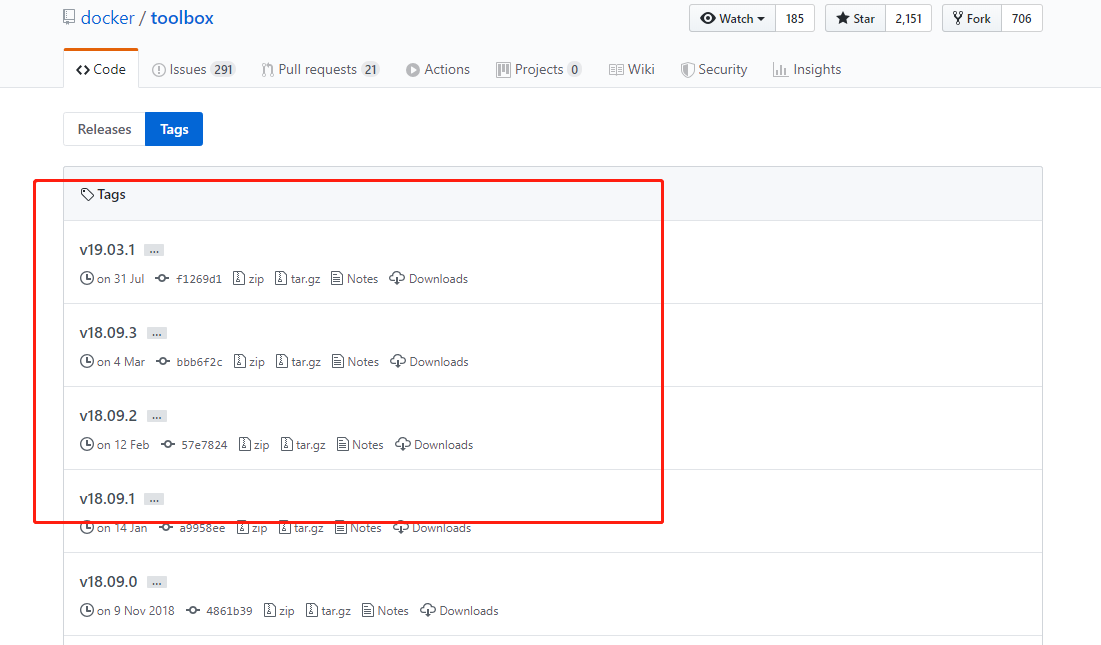 docker / toolbox
Watch 185 Star 2,151 Fork 706
Code Issues 291 Pull requests 21 Actions Projects 0 Wiki Security Insights
Releases Tags
Tags
v19.03.1 ...
on 31 Jul f1269d1 zip tar.gz Notes Downloads
v18.09.3 ...
on 4 Mar bbb6f2c zip tar.gz Notes Downloads
v18.09.2 ...
on 12 Feb 57e7824 zip tar.gz Notes Downloads
v18.09.1 ...
on 14 Jan a9958ee zip tar.gz Notes Downloads
v18.09.0 ...
on 9 Nov 2018 4861b39 zip tar.gz Notes Downloads